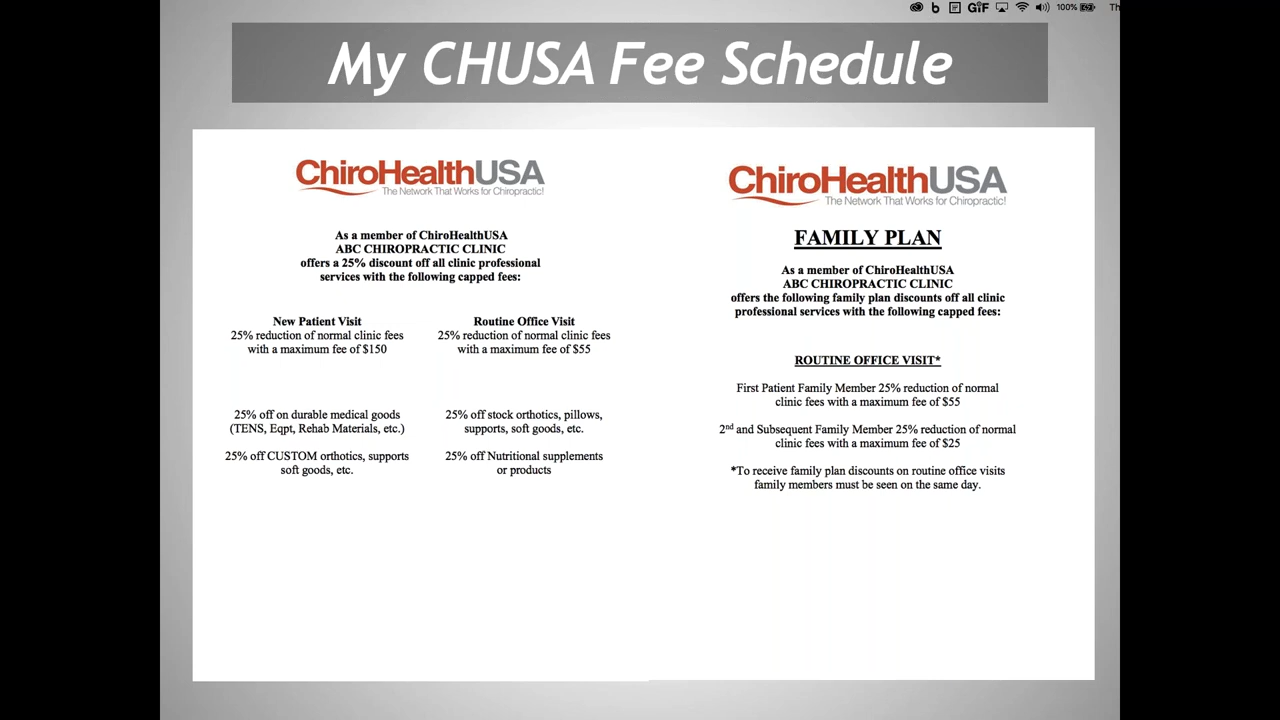 GIF
100%
Th
My CHUSA Fee Schedule
ChiroHealthUSA
The Network That Works for Chiropractic!
As a member of ChiroHealthUSA
ABC CHIROPRACTIC CLINIC
offers a 25% discount off all clinic professional
services with the following capped fees:
New Patient Visit
25% reduction of normal clinic fees
with a maximum fee of $150
Routine Office Visit
25% reduction of normal clinic fees
with a maximum fee of $55
25% off on durable medical goods
(TENS, Eqpt, Rehab Materials, etc.)
25% off stock orthotics, pillows,
supports, soft goods, etc.
25% off CUSTOM orthotics, supports
soft goods, etc.
25% off Nutritional supplements
or products
ChiroHealthUSA
The Network That Works for Chiropractic!
FAMILY PLAN
As a member of ChiroHealthUSA
ABC CHIROPRACTIC CLINIC
offers the following family plan discounts off all clinic
professional services with the following capped fees:
ROUTINE OFFICE VISIT*
First Patient Family Member 25% reduction of normal
clinic fees with a maximum fee of $55
2nd and Subsequent Family Member 25% reduction of normal
clinic fees with a maximum fee of $25
*To receive family plan discounts on routine office visits
family members must be seen on the same day.